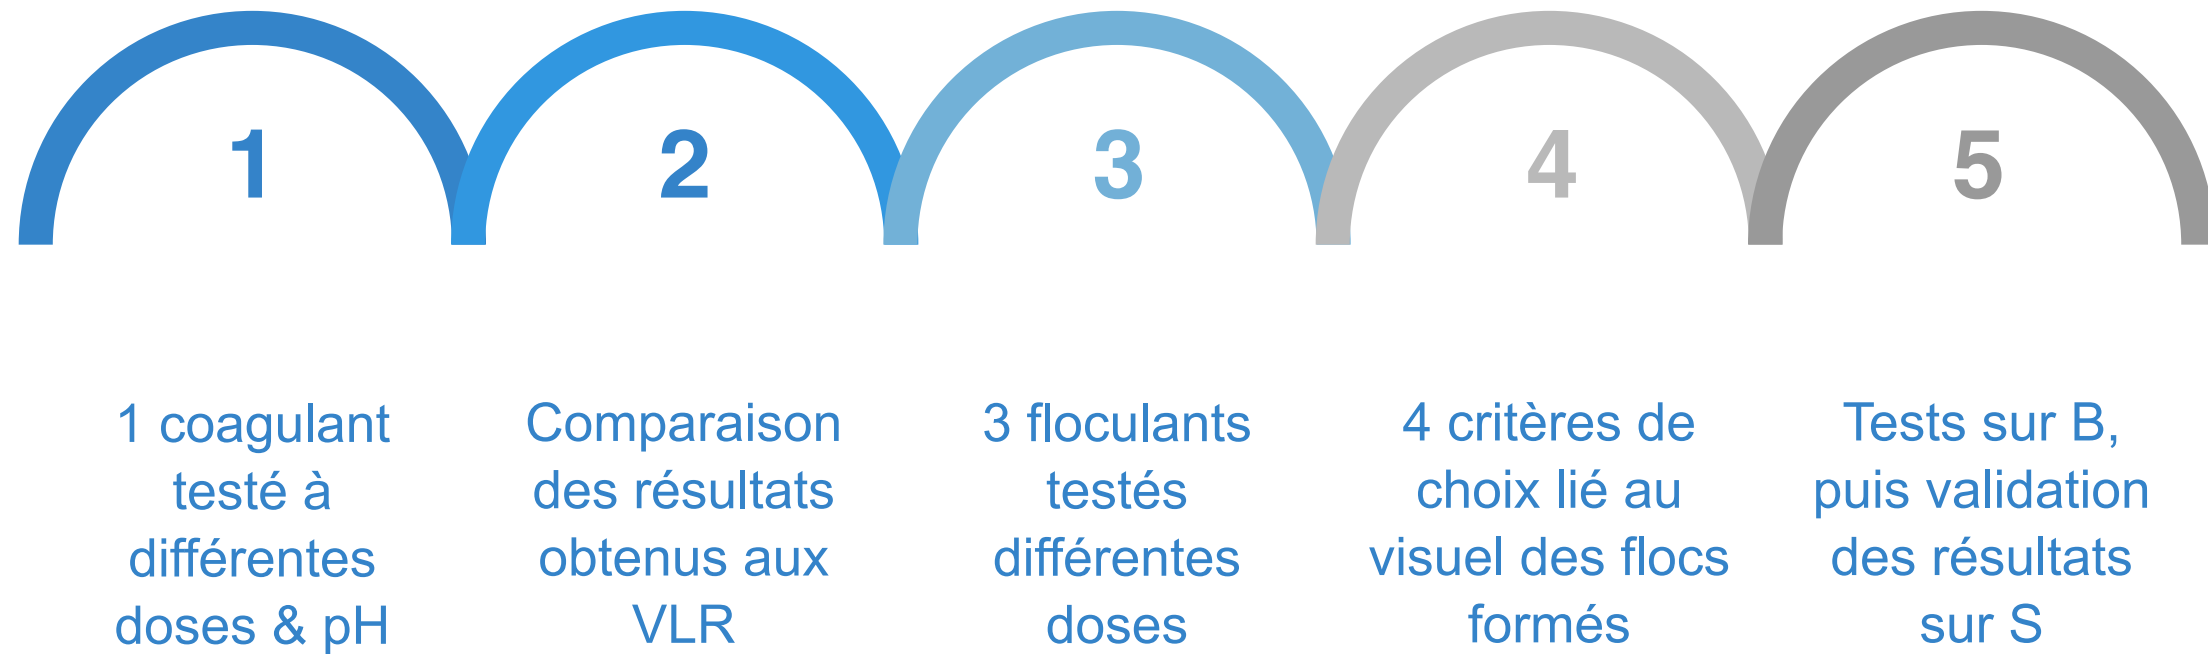 1
1 coagulant
testé à
différentes
doses & pH
2
Comparaison
des résultats
obtenus aux
VLR
3
3 floculants
testés
différentes
doses
4
4 critères de
choix lié au
visuel des flocs
formés
5
Tests sur B,
puis validation
des résultats
sur S